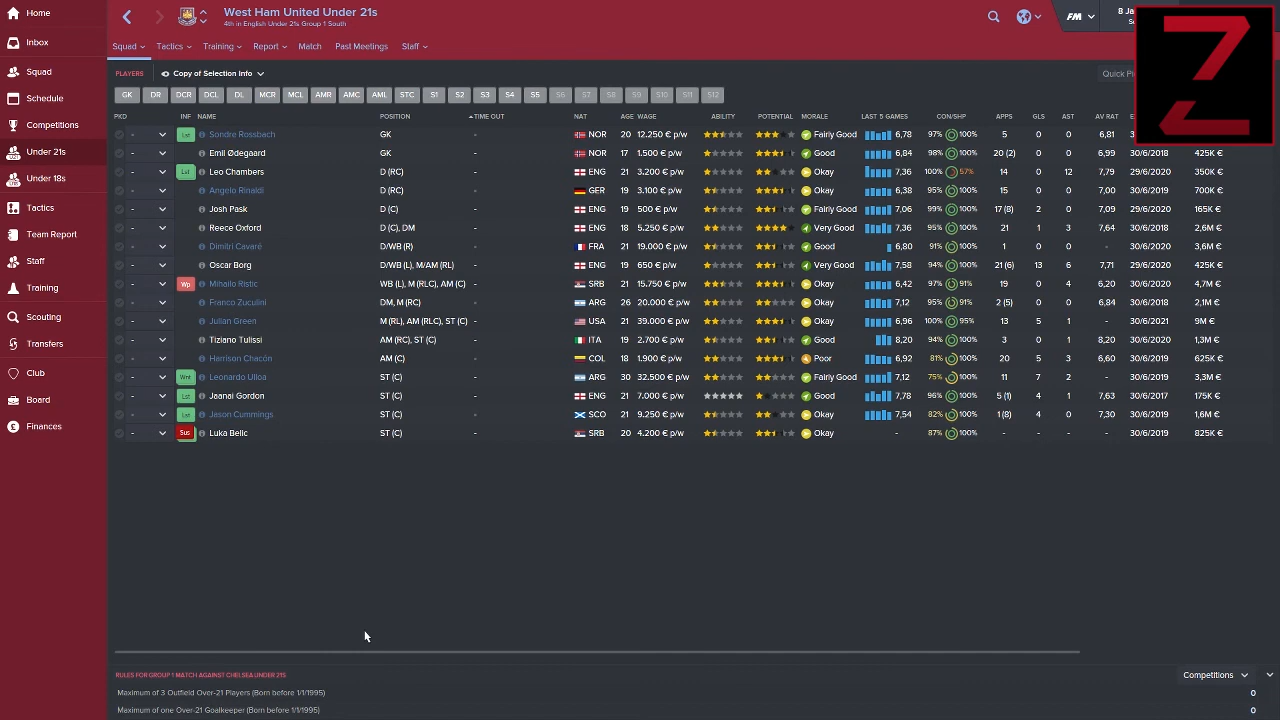 Home
Inbox
Squad
Schedule
Competitions
Under 21s
Under 18s
Tactics
Team Report
Staff
Training
Scouting
Transfers
Club
Board
Finances
West Ham United Under 21s
4th in English Under 21s Group 1 South
FM
8 Ja
Squad Tactics Training Report Match Past Meetings Staff
PLAYERS Copy of Selection Info Quick Pi
GK DR DCR DCL DL MCR MCL AMR AMC AML STC S1 S2 S3 S4 S5 S6 S7 S8 S9 S10 S11 S12
PKD INF NAME POSITION TIME OUT NAT AGE WAGE ABILITY POTENTIAL MORALE LAST 5 GAMES CON/SHP APPS GLS AST AV RAT
- Lst Sondre Rossbach GK - NOR 20 12.250 € p/w Fairly Good 6,78 97% 100% 5 0 0 6,81
- Emil Ødegaard GK - NOR 17 1.500 € p/w Good 6,84 98% 100% 20 (2) 0 0 6,99 30/6/2018 425K €
- Lst Leo Chambers D (RC) - ENG 21 3.200 € p/w Okay 7,36 100% 57% 14 0 12 7,79 29/6/2020 350K €
- Angelo Rinaldi D (RC) - GER 19 3.100 € p/w Okay 6,38 95% 100% 15 0 0 7,00 30/6/2019 700K €
- Josh Pask D (C) - ENG 19 500 € p/w Fairly Good 7,06 99% 100% 17 (8) 2 0 7,09 30/6/2019 165K €
- Reece Oxford D (C), DM - ENG 18 5.250 € p/w Very Good 7,36 95% 100% 21 1 3 7,64 30/6/2018 2,6M €
- Dimitri Cavaré D/WB (R) - FRA 21 19.000 € p/w Good 6,80 91% 100% 1 0 0 - 29/6/2020 3,6M €
- Oscar Borg D/WB (L), M/AM (RL) - ENG 19 650 € p/w Very Good 7,58 94% 100% 21 (6) 13 6 7,71 29/6/2020 425K €
- Wp Mihailo Ristic WB (L), M (RLC), AM (C) - SRB 21 15.750 € p/w Okay 6,42 97% 91% 19 0 4 6,20 29/6/2020 4,7M €
- Franco Zuculini DM, M (RC) - ARG 26 20.000 € p/w Okay 7,12 95% 91% 2 (5) 0 0 6,84 30/6/2018 2,1M €
- Julian Green M (RL), AM (RLC), ST (C) - USA 21 39.000 € p/w Okay 6,96 100% 95% 13 5 1 - 30/6/2021 9M €
- Tiziano Tulissi AM (RC), ST (C) - ITA 19 2.700 € p/w Good 8,20 94% 100% 3 0 1 8,20 29/6/2020 1,3M €
- Harrison Chacón AM (C) - COL 18 1.900 € p/w Poor 6,92 81% 100% 20 5 3 6,60 30/6/2019 625K €
- Wnt Leonardo Ulloa ST (C) - ARG 30 32.500 € p/w Fairly Good 7,12 75% 100% 11 7 2 - 30/6/2019 3,3M €
- Lst Jaanai Gordon ST (C) - ENG 21 7.000 € p/w Good 7,78 96% 100% 5 (1) 4 1 7,63 30/6/2017 175K €
- Lst Jason Cummings ST (C) - SCO 21 9.250 € p/w Okay 7,54 82% 100% 1 (8) 4 0 7,30 30/6/2019 1,6M €
- Sus Luka Belic ST (C) - SRB 20 4.200 € p/w Okay - 87% 100% - - - - 30/6/2019 825K €
RULES FOR GROUP 1 MATCH AGAINST CHELSEA UNDER 21S Competitions
Maximum of 3 Outfield Over-21 Players (Born before 1/1/1995) 0
Maximum of one Over-21 Goalkeeper (Born before 1/1/1995) 0